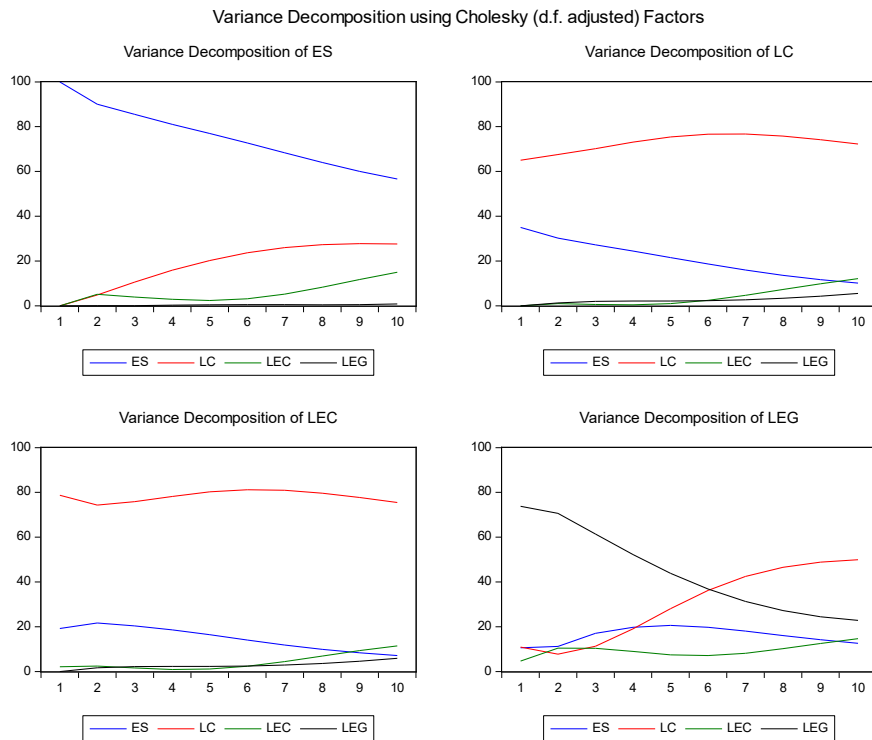 Variance Decomposition using Cholesky (d.f. adjusted) Factors
Variance Decomposition of ES
100
80
60
40
20
0
1 2 3 4 5 6 7 8 9 10
ES LC LEC LEG
Variance Decomposition of LC
100
80
60
40
20
0
1 2 3 4 5 6 7 8 9 10
ES LC LEC LEG
Variance Decomposition of LEC
100
80
60
40
20
0
1 2 3 4 5 6 7 8 9 10
ES LC LEC LEG
Variance Decomposition of LEG
100
80
60
40
20
0
1 2 3 4 5 6 7 8 9 10
ES LC LEC LEG